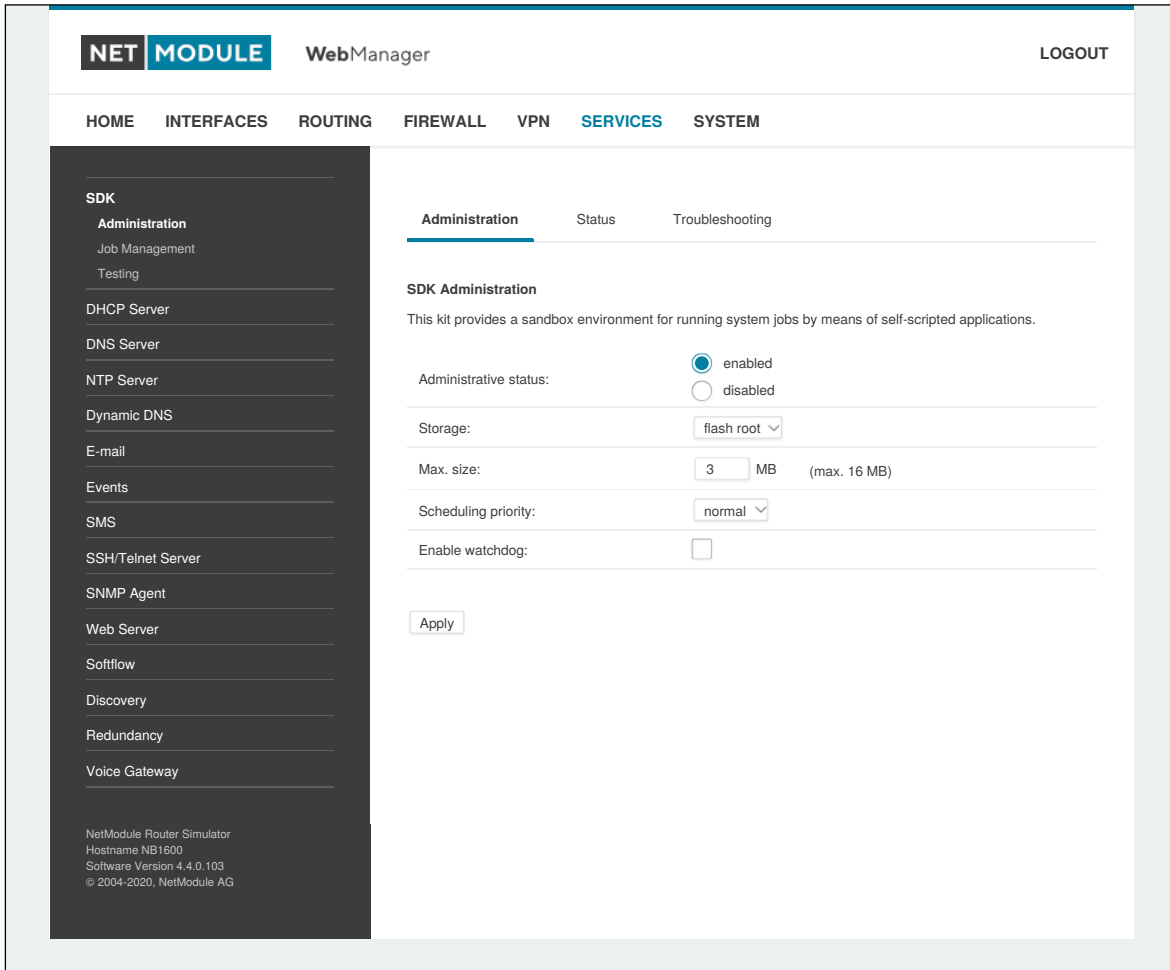 NET MODULE WebManager LOGOUT
HOME INTERFACES ROUTING FIREWALL VPN SERVICES SYSTEM
SDK
Administration
Job Management
Testing
DHCP Server
DNS Server
NTP Server
Dynamic DNS
E-mail
Events
SMS
SSH/Telnet Server
SNMP Agent
Web Server
Softflow
Discovery
Redundancy
Voice Gateway
NetModule Router Simulator
Hostname NB1600
Software Version 4.4.0.103
© 2004-2020, NetModule AG
Administration Status Troubleshooting
SDK Administration
This kit provides a sandbox environment for running system jobs by means of self-scripted applications.
Administrative status:
enabled
disabled
Storage: flash root
Max. size: 3 MB (max. 16 MB)
Scheduling priority: normal
Enable watchdog:
Apply